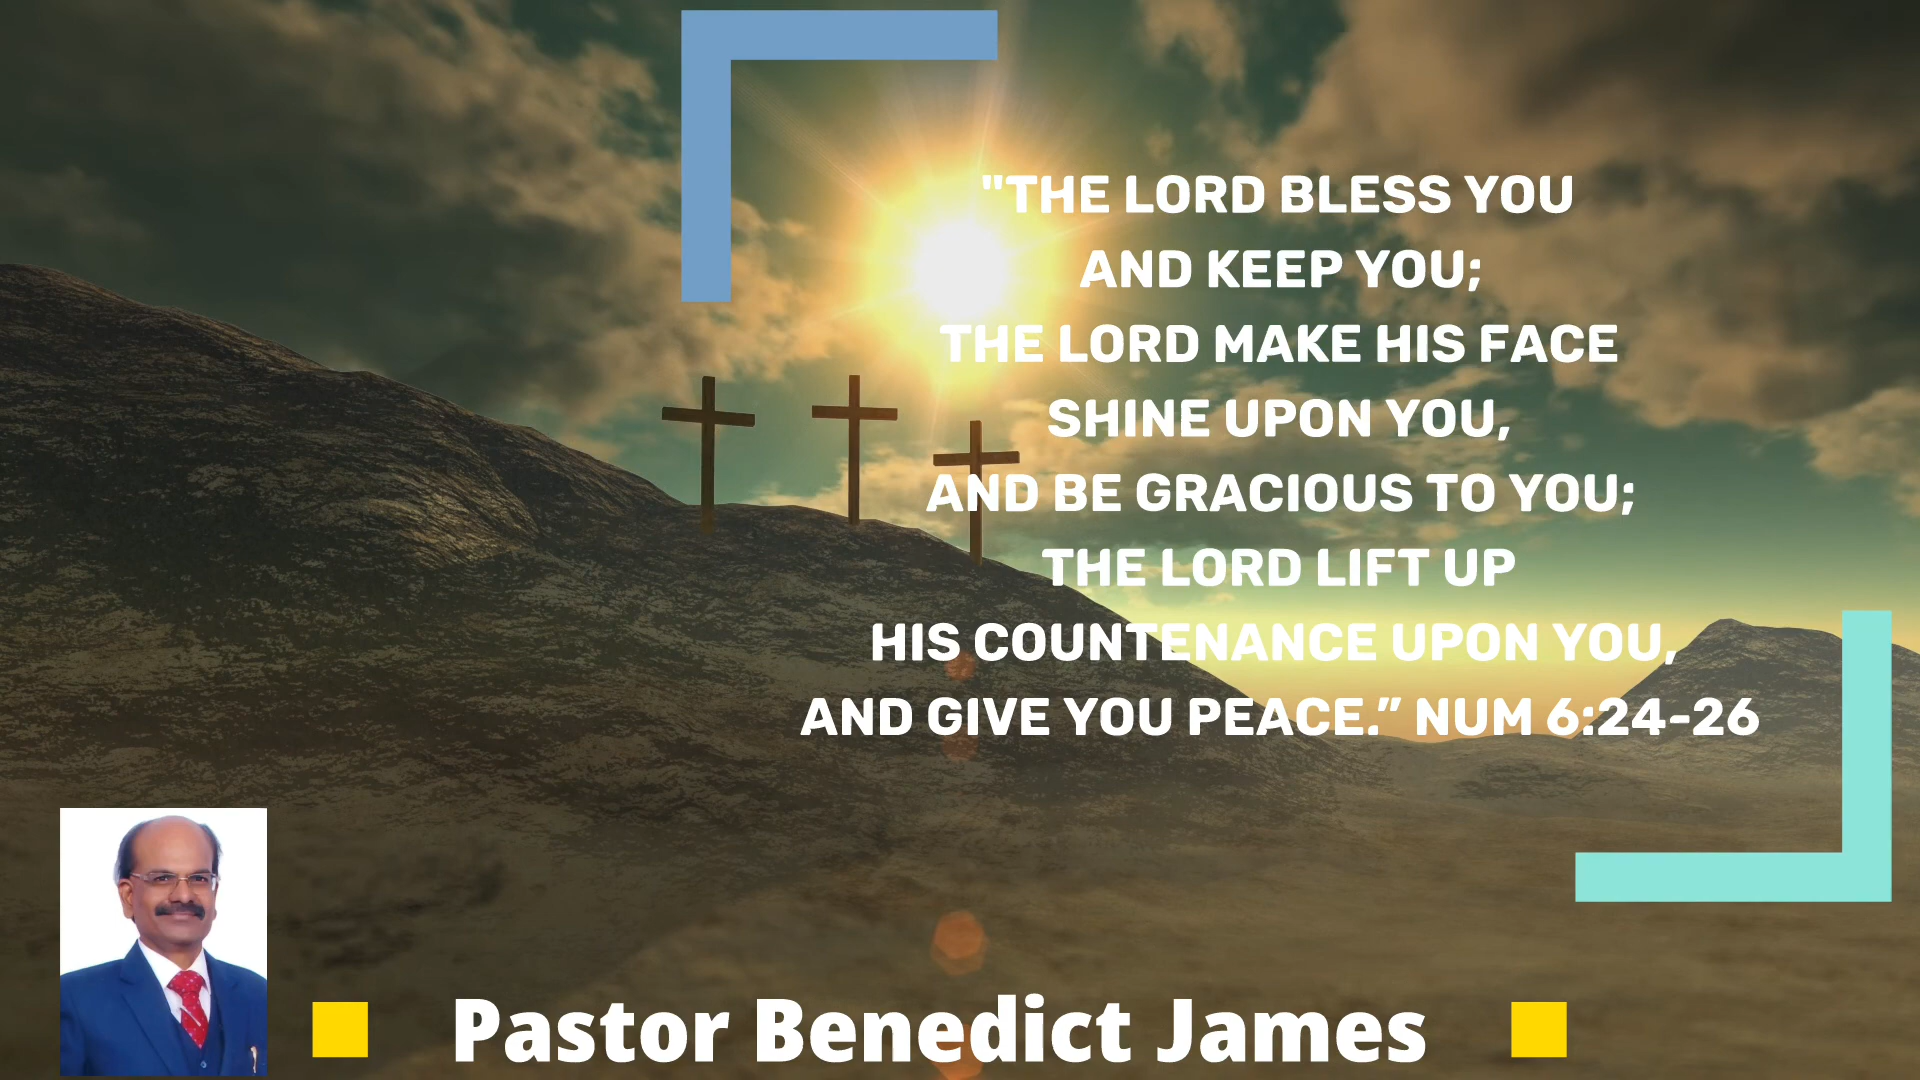 "THE LORD BLESS YOU
AND KEEP YOU;
THE LORD MAKE HIS FACE
SHINE UPON YOU,
AND BE GRACIOUS TO YOU;
THE LORD LIFT UP
HIS COUNTENANCE UPON YOU,
AND GIVE YOU PEACE.” NUM 6:24-26
Pastor Benedict James